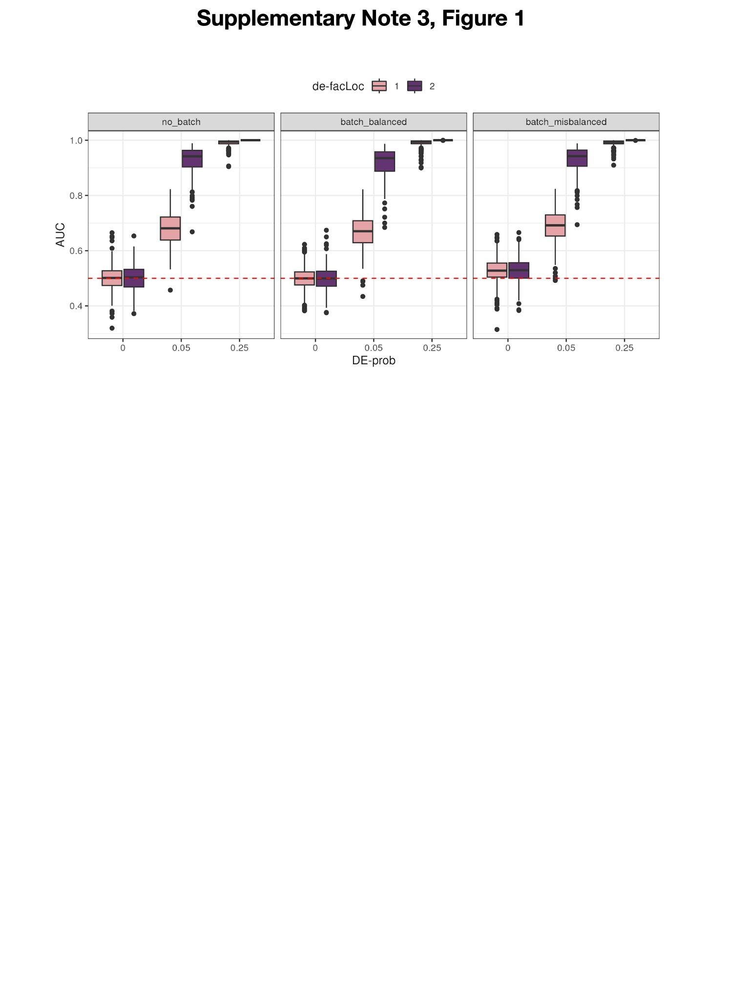 Supplementary Note 3, Figure 1
de-facLoc 1 2
no_batch batch_balanced batch_misbalanced
1.0
0.8
0.6
0.4
AUC
0 0.05 0.25 0 0.05 0.25 0 0.05 0.25
DE-prob